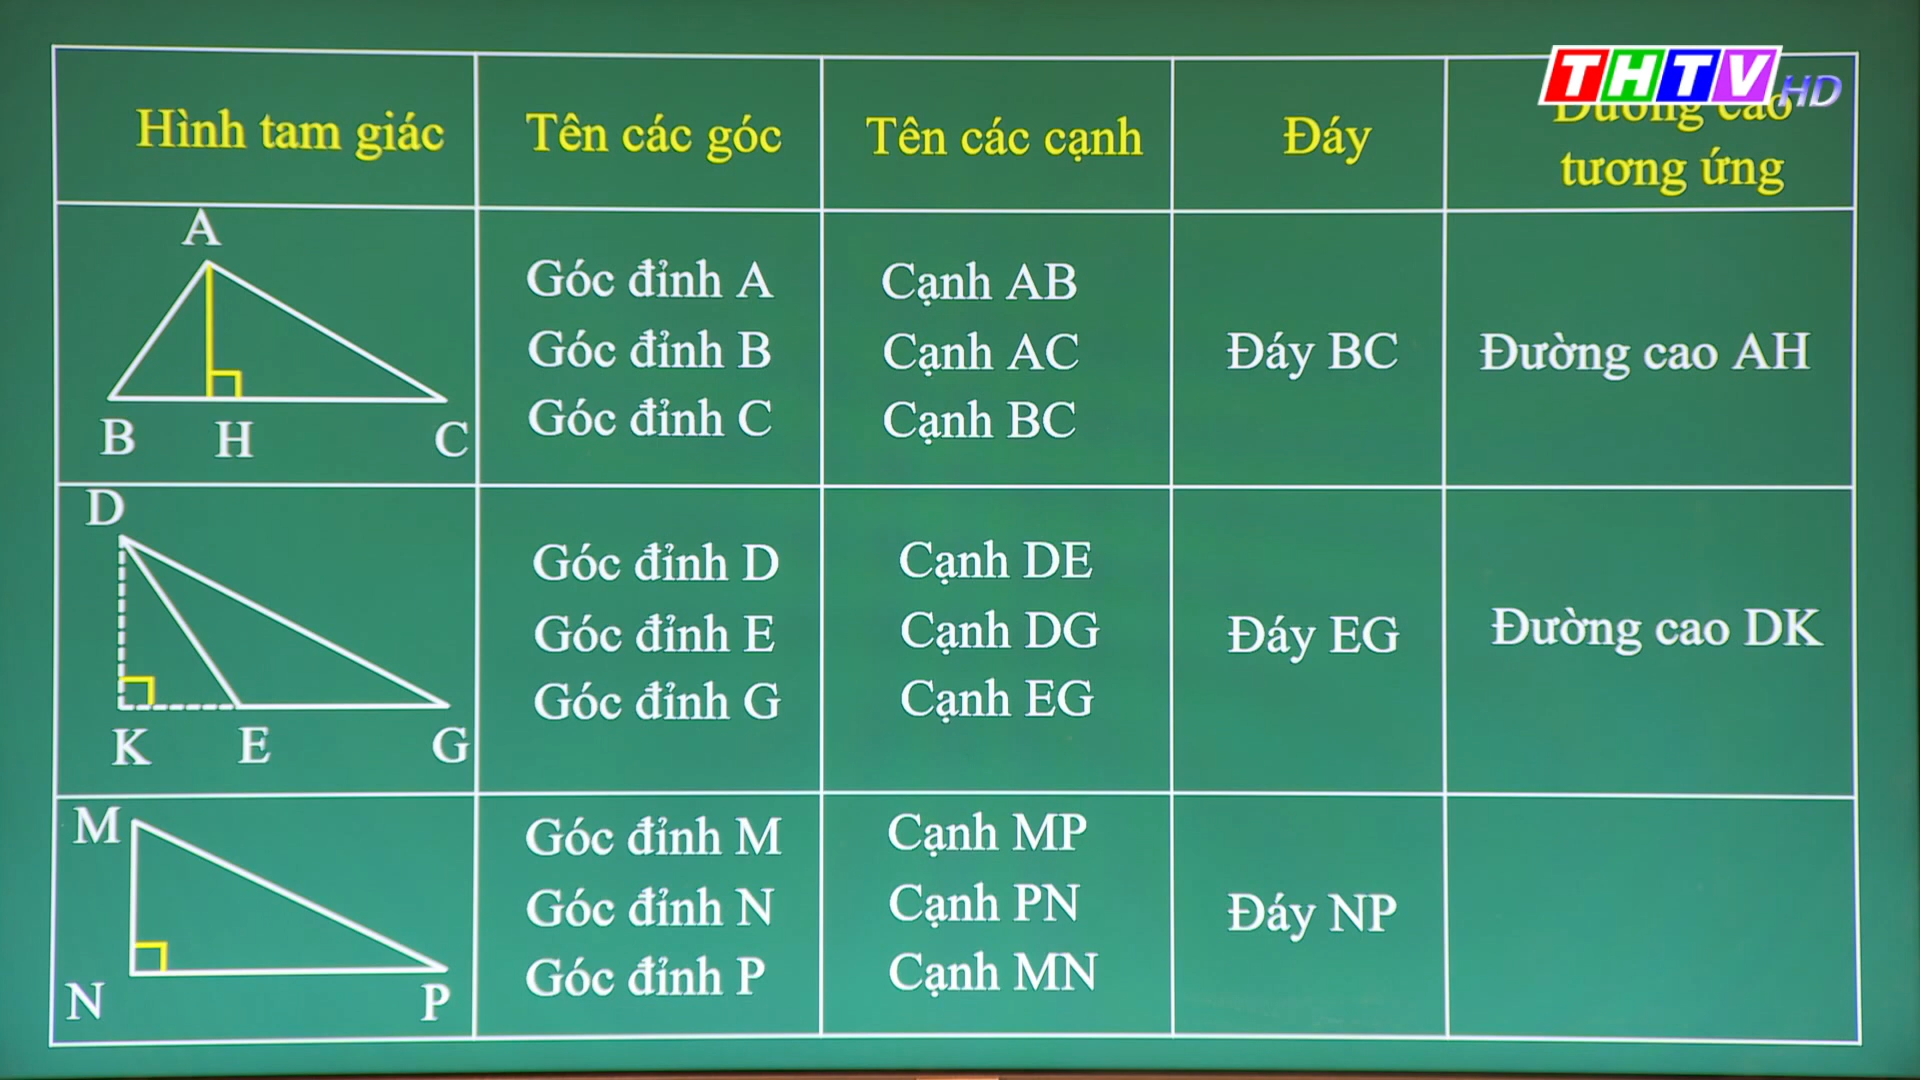 THTV HD
Hình tam giác
Tên các góc
Tên các cạnh
Đáy
Đường cao
tương ứng
A
B H C
Góc đỉnh A
Góc đỉnh B
Góc đỉnh C
Cạnh AB
Cạnh AC
Cạnh BC
Đáy BC
Đường cao AH
D
K E G
Góc đỉnh D
Góc đỉnh E
Góc đỉnh G
Cạnh DE
Cạnh DG
Cạnh EG
Đáy EG
Đường cao DK
M
N P
Góc đỉnh M
Góc đỉnh N
Góc đỉnh P
Cạnh MP
Cạnh PN
Cạnh MN
Đáy NP